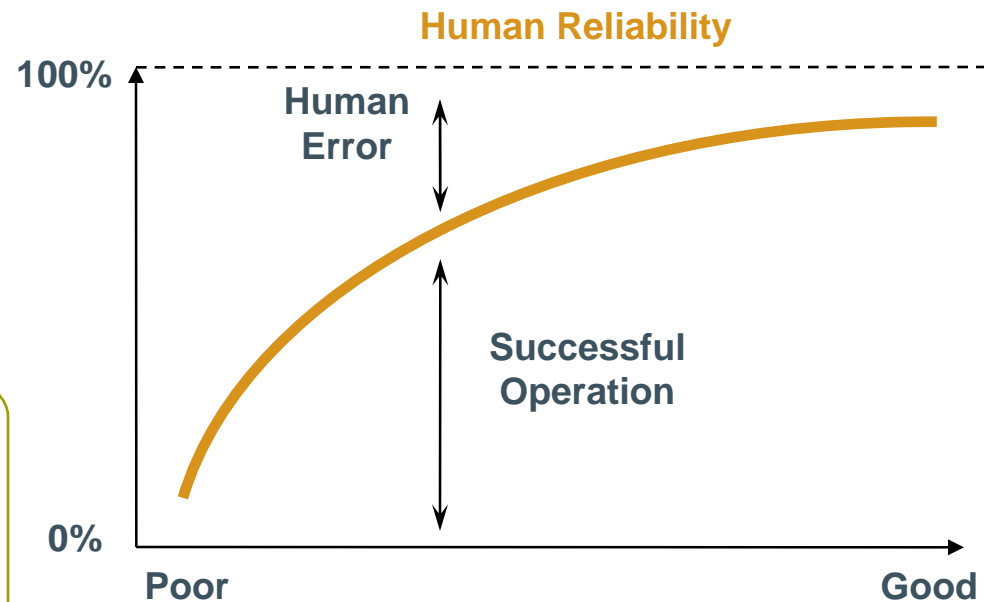 Human Reliability
100%
Human
Error
Successful
Operation
0%
Poor
Good